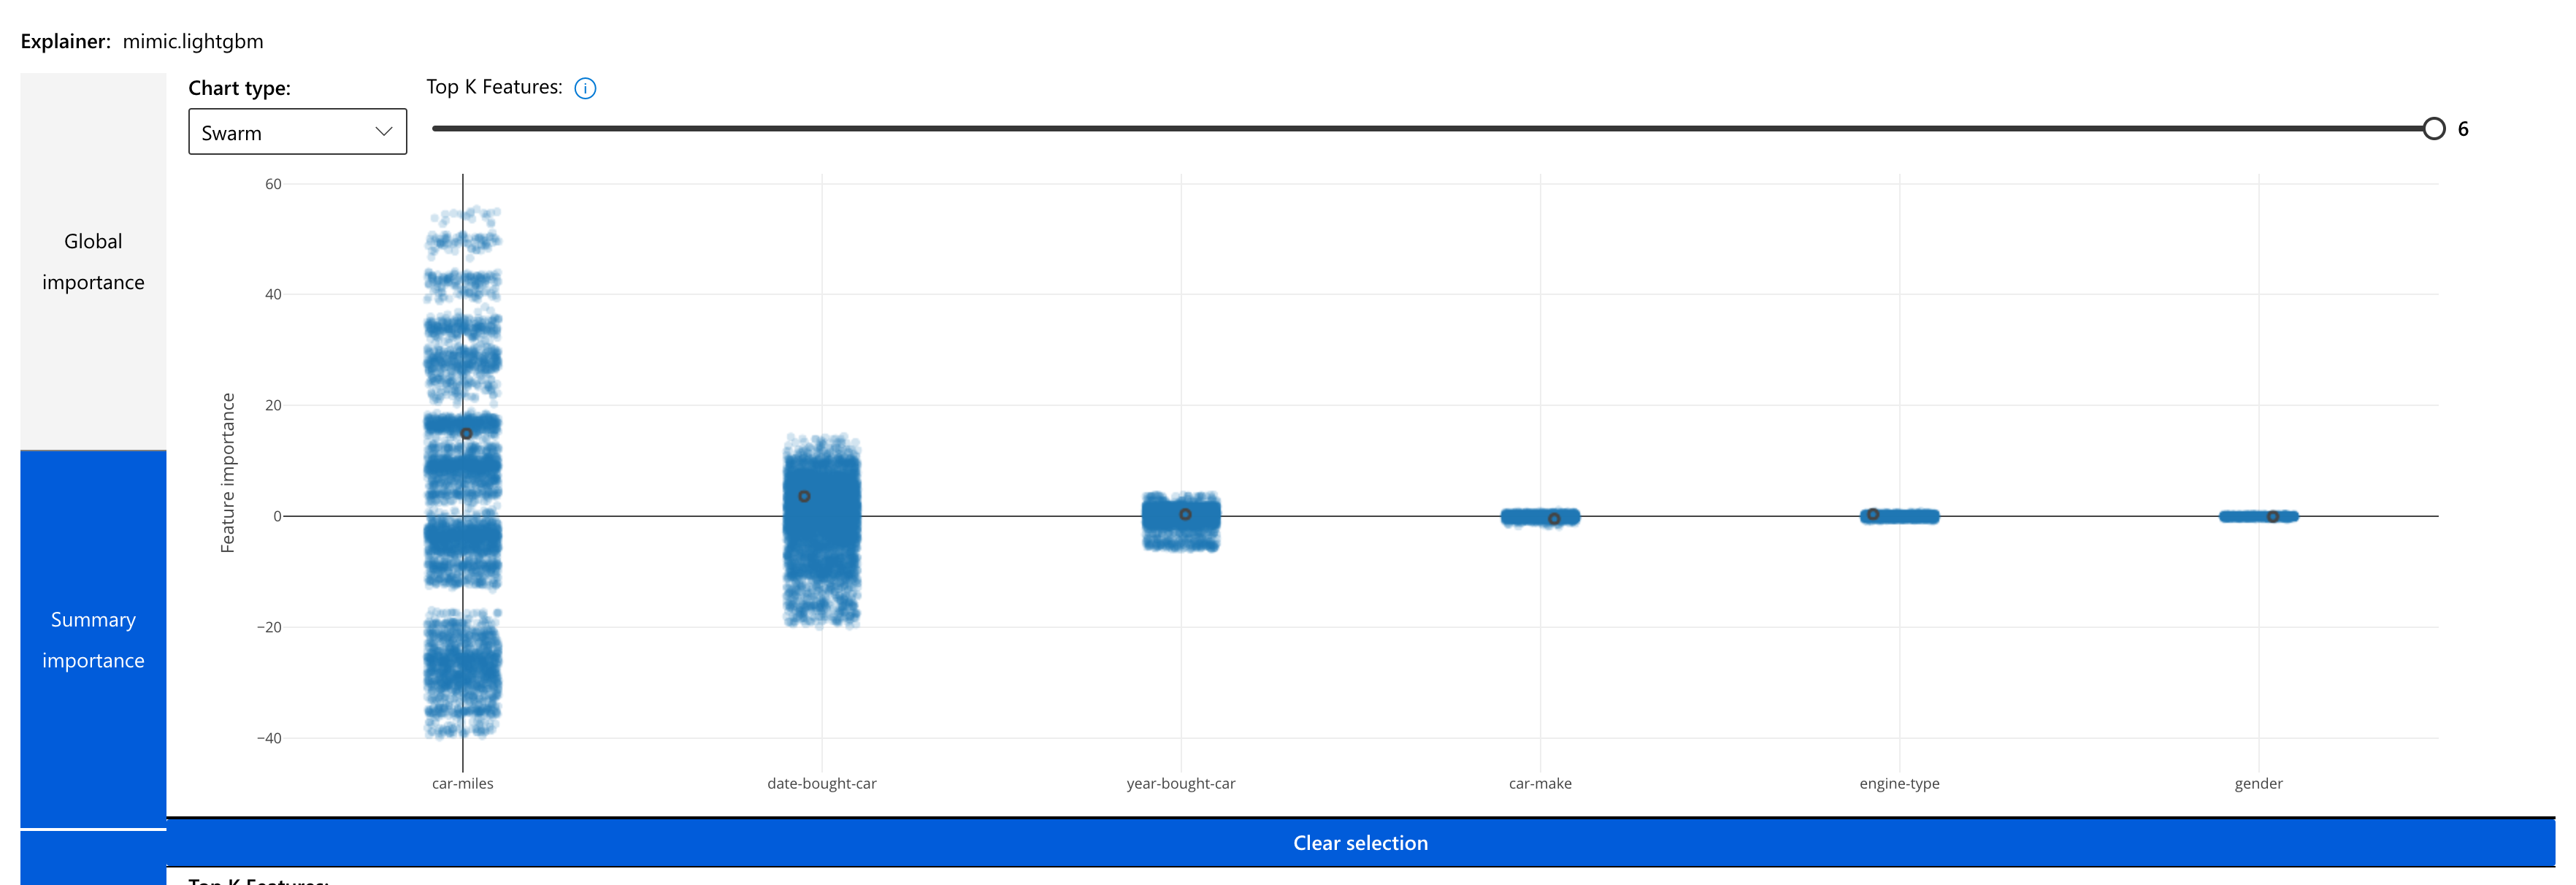 Explainer: mimic.lightgbm
Chart type:
Top K Features: i
Swarm
6
Global
importance
Summary
importance
Feature importance
60
40
20
0
−20
−40
car-miles date-bought-car year-bought-car car-make engine-type gender
Clear selection
Top K Features: